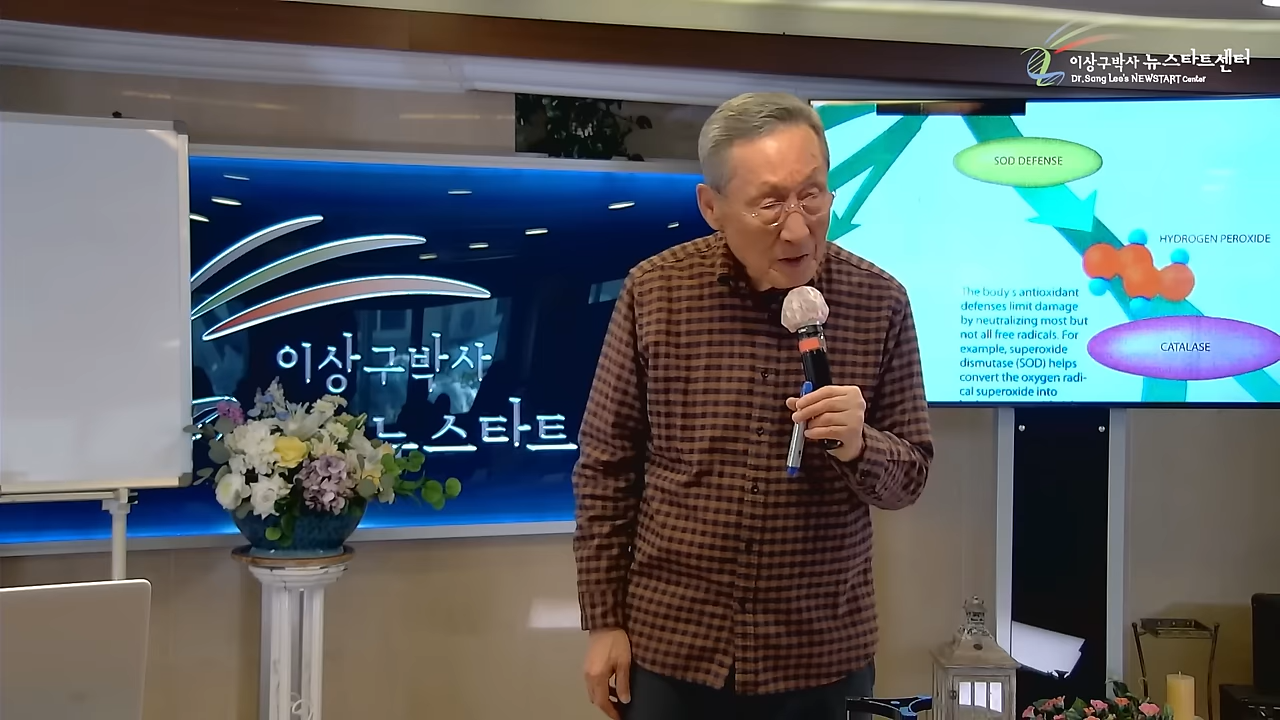 이상구박사 뉴스타트센터
Dr. Sang Lee's NEWSTART Center
SOD DEFENSE
HYDROGEN PEROXIDE
The body's antioxidant
defenses limit damage
by neutralizing most but
not all free radicals. For
example, superoxide
dismutase (SOD) helps
convert the oxygen radi-
cal superoxide into
CATALASE
이상구박사
뉴스타트